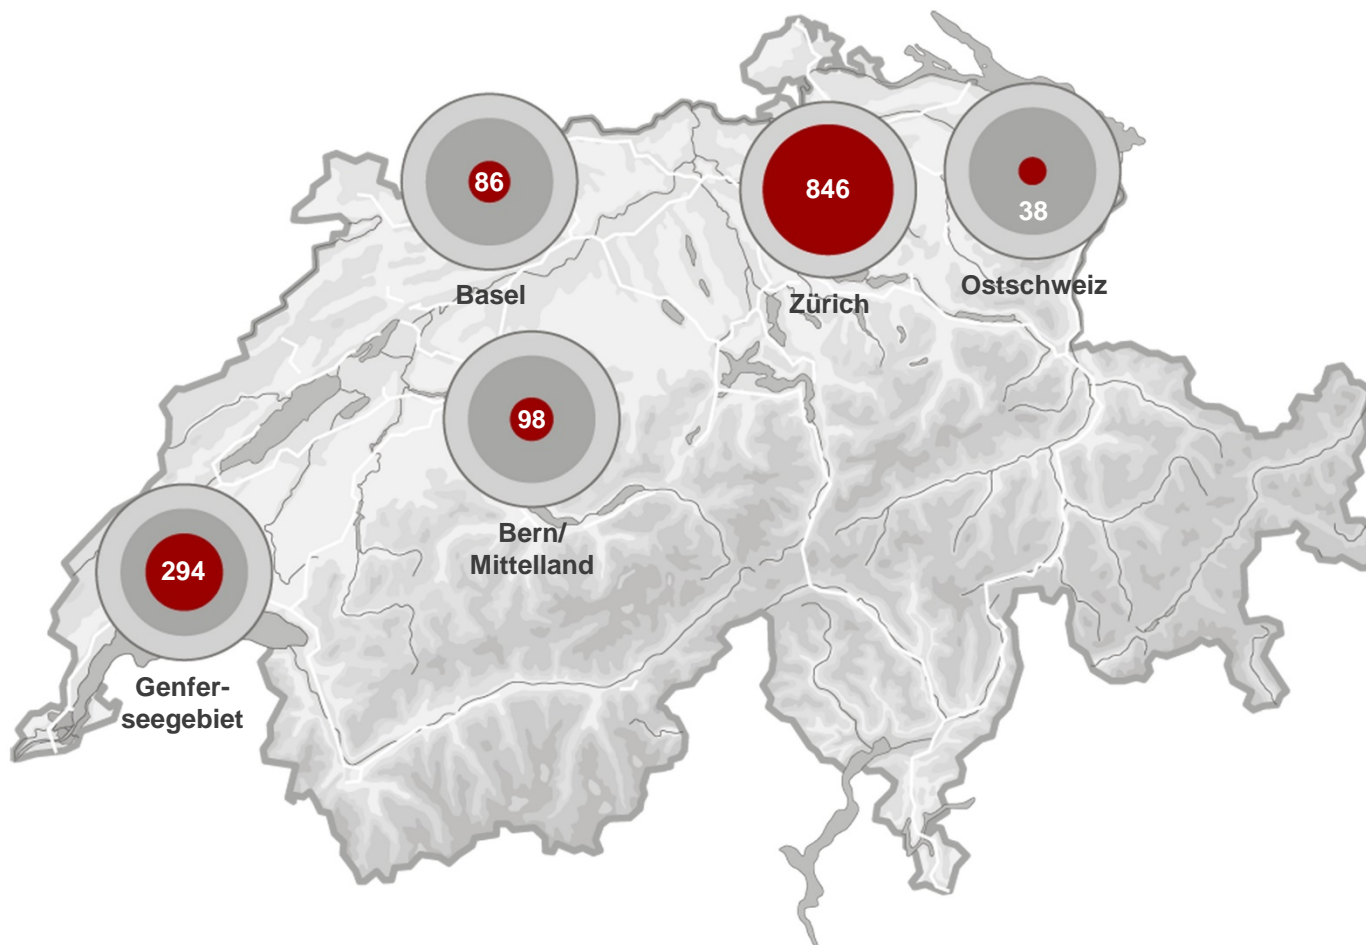 86
Basel
846
Zürich
38
Ostschweiz
98
Bern/
Mittelland
294
Genfer-
seegebiet